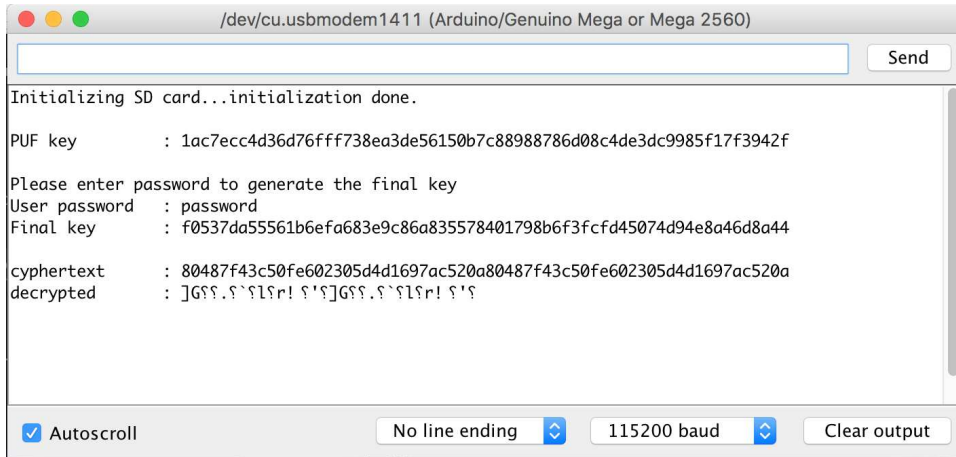 /dev/cu.usbmodem1411 (Arduino/Genuino Mega or Mega 2560)
Send
Initializing SD card...initialization done.
PUF key : 1ac7ecc4d36d76fff738ea3de56150b7c88988786d08c4de3dc9985f17f3942f
Please enter password to generate the final key
User password : password
Final key : f0537da55561b6efa683e9c86a835578401798b6f3fcfd45074d94e8a46d8a44
cyphertext : 80487f43c50fe602305d4d1697ac520a80487f43c50fe602305d4d1697ac520a
decrypted : ]G⸮⸮.⸮`⸮l⸮r!⸮'⸮]G⸮⸮.⸮`⸮l⸮r!⸮'⸮
Autoscroll No line ending 115200 baud Clear output